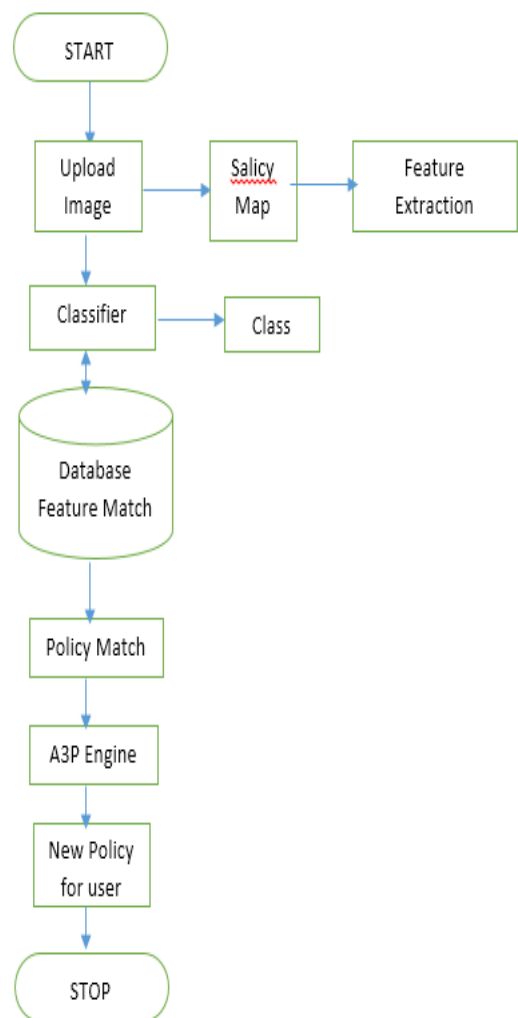 START
Upload
Image
Salicy
Map
Feature
Extraction
Classifier
Class
Database
Feature Match
Policy Match
A3P Engine
New Policy
for user
STOP